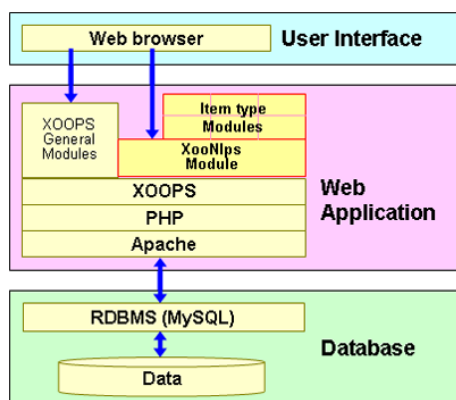 Web browser
User Interface
XOOPS
General
Modules
Item type
Modules
XooNIps
Module
XOOPS
PHP
Apache
Web
Application
RDBMS (MySQL)
Data
Database